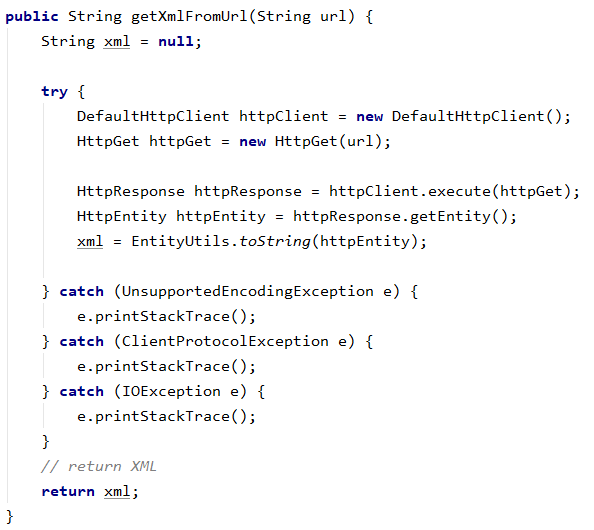 public String getXmlFromUrl(String url) {
    String xml = null;

    try {
        DefaultHttpClient httpClient = new DefaultHttpClient();
        HttpGet httpGet = new HttpGet(url);

        HttpResponse httpResponse = httpClient.execute(httpGet);
        HttpEntity httpEntity = httpResponse.getEntity();
        xml = EntityUtils.toString(httpEntity);

    } catch (UnsupportedEncodingException e) {
        e.printStackTrace();
    } catch (ClientProtocolException e) {
        e.printStackTrace();
    } catch (IOException e) {
        e.printStackTrace();
    }
    // return XML
    return xml;
}